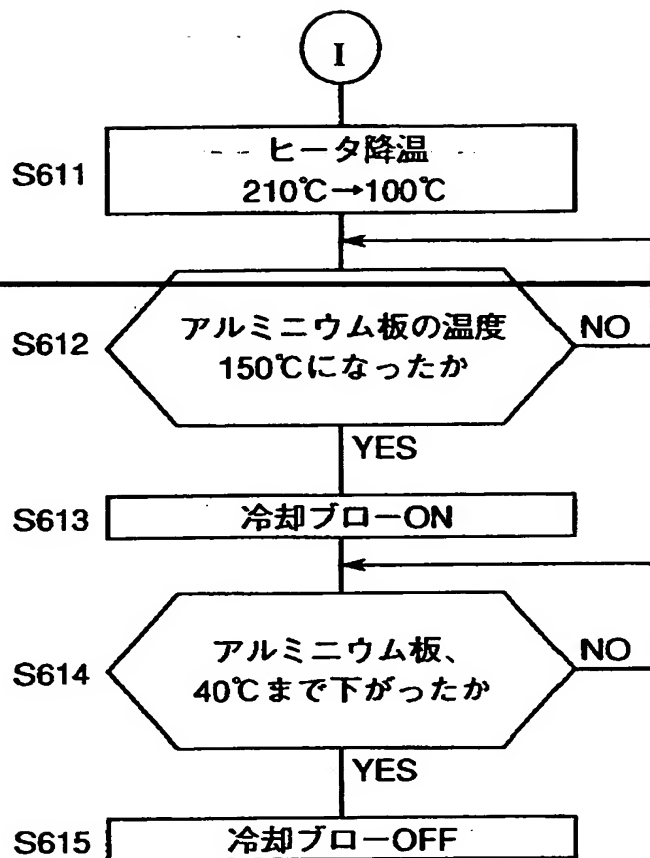 I
S611
ヒータ降温
210℃→100℃
S612
アルミニウム板の温度
150℃になったか
NO
YES
S613
冷却ブローON
S614
アルミニウム板、
40℃まで下がったか
NO
YES
S615
冷却ブローOFF